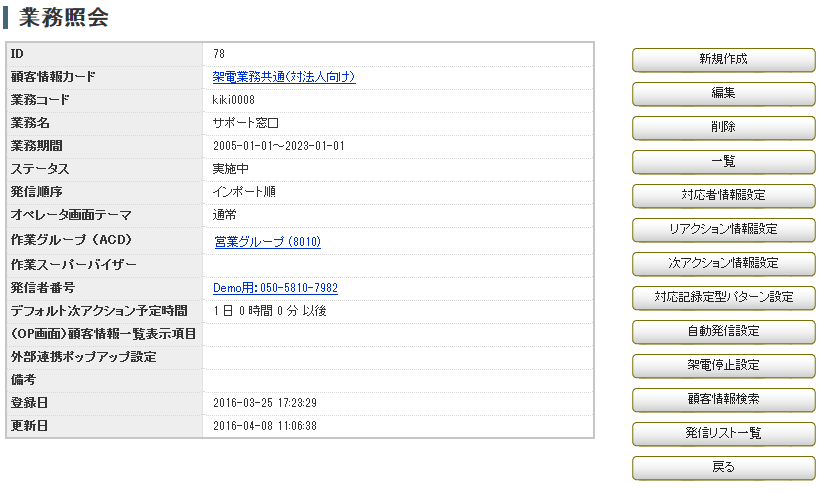 業務照会
ID 78
顧客情報カード 架電業務共通(対法人向け)
業務コード kiki0008
業務名 サポート窓口
業務期間 2005-01-01～2023-01-01
ステータス 実施中
発信順序 インポート順
オペレータ画面テーマ 通常
作業グループ (ACD) 営業グループ (8010)
作業スーパーバイザー
発信者番号 Demo用:050-5810-7982
デフォルト次アクション予定時間 1 日 0 時間 0 分 以後
(OP画面)顧客情報一覧表示項目
外部連携ポップアップ設定
備考
登録日 2016-03-25 17:23:29
更新日 2016-04-08 11:06:38
新規作成
編集
削除
一覧
対応者情報設定
リアクション情報設定
次アクション情報設定
対応記録定型パターン設定
自動発信設定
架電停止設定
顧客情報検索
発信リスト一覧
戻る